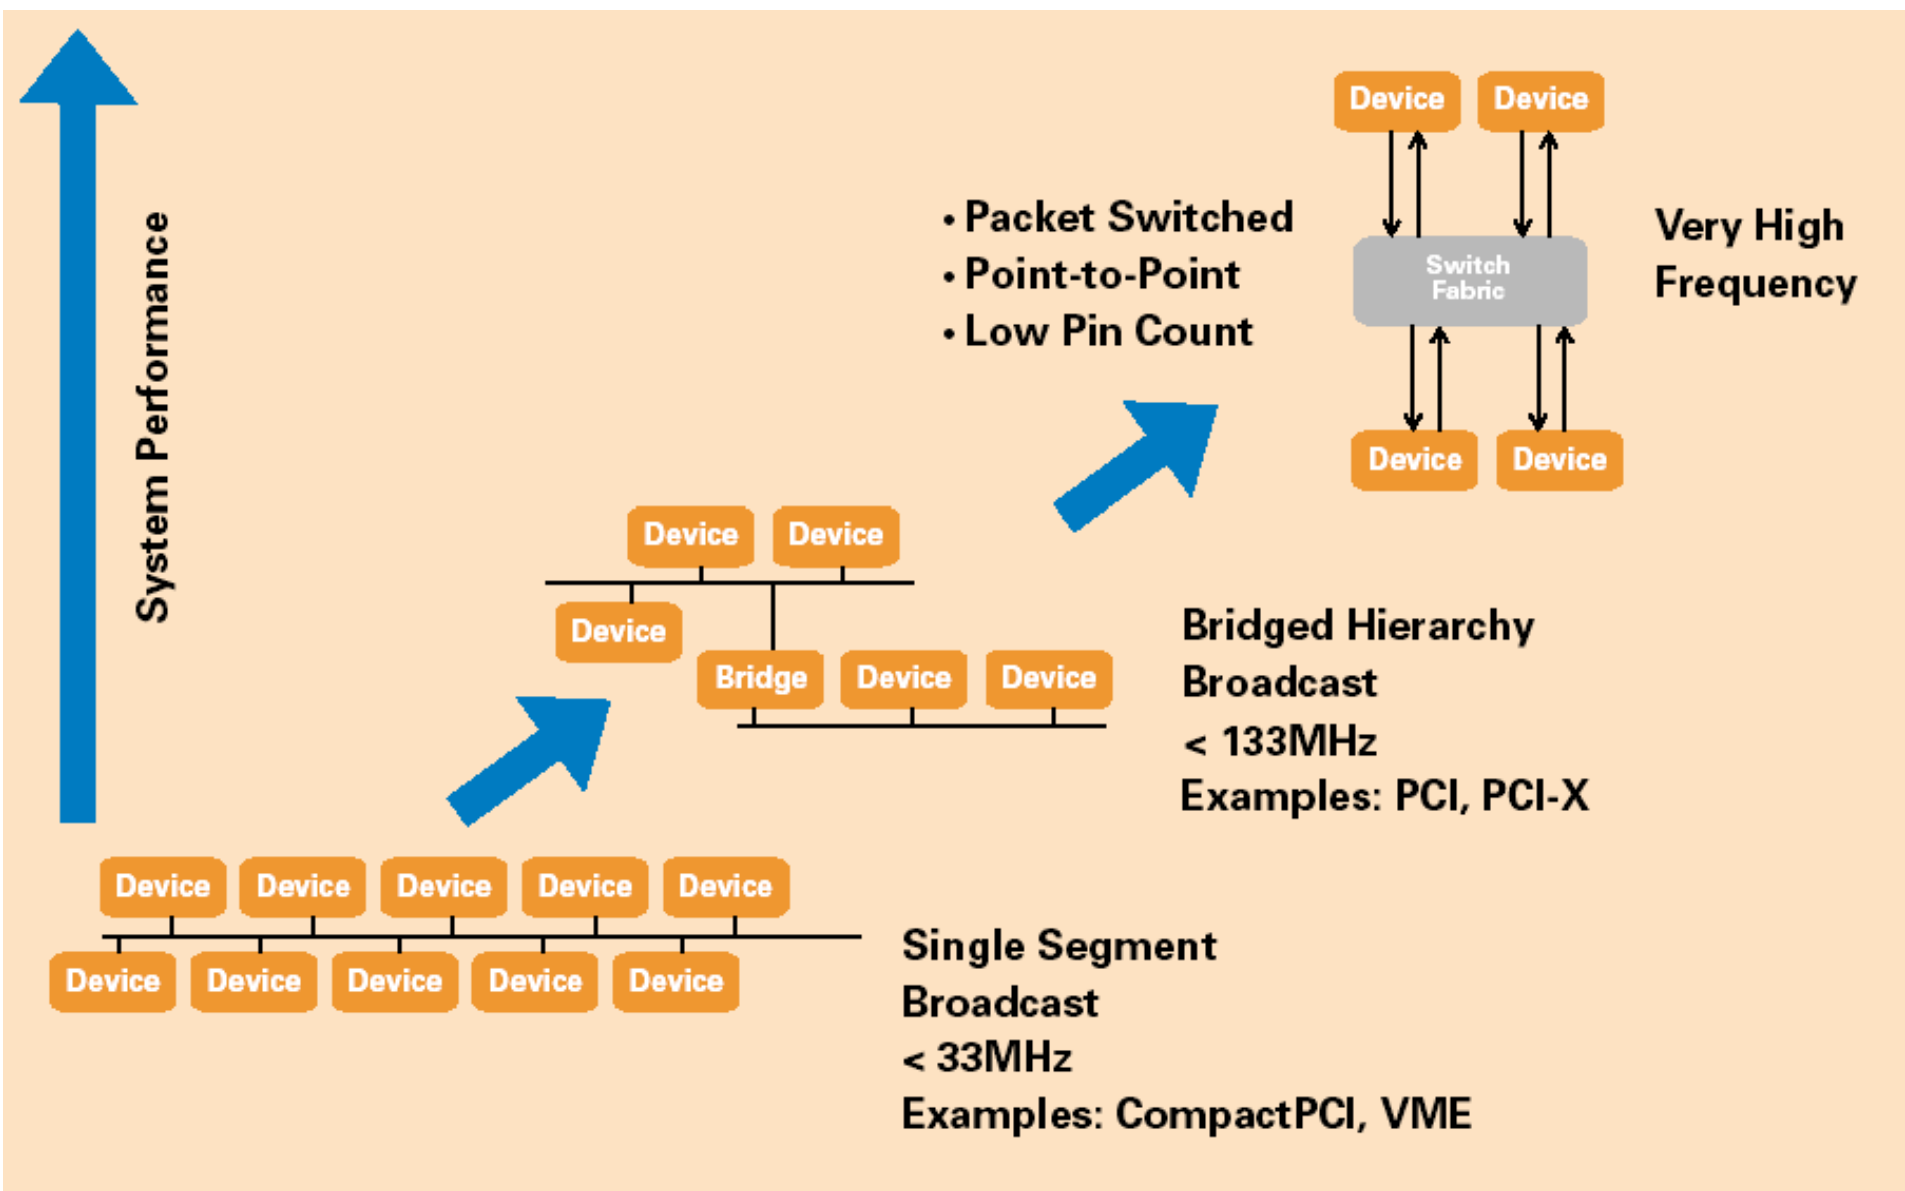 Device Device
• Packet Switched
• Point-to-Point
• Low Pin Count
Switch
Fabric
Very High
Frequency
Device Device
System Performance
Device Device
Device
Bridge Device Device
Bridged Hierarchy
Broadcast
< 133MHz
Examples: PCI, PCI-X
Device Device Device Device Device
Device Device Device Device Device
Single Segment
Broadcast
< 33MHz
Examples: CompactPCI, VME